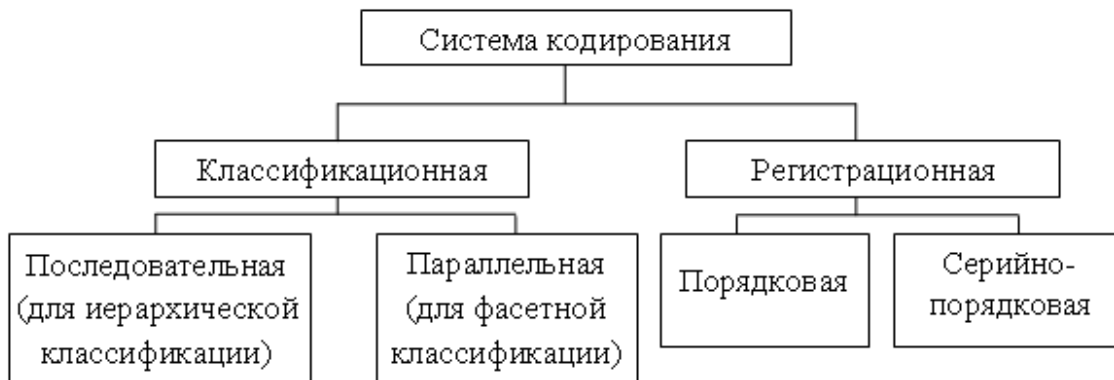 Система кодирования
Классификационная
Регистрационная
Последовательная
(для иерархической
классификации)
Параллельная
(для фасетной
классификации)
Порядковая
Серийно-
порядковая